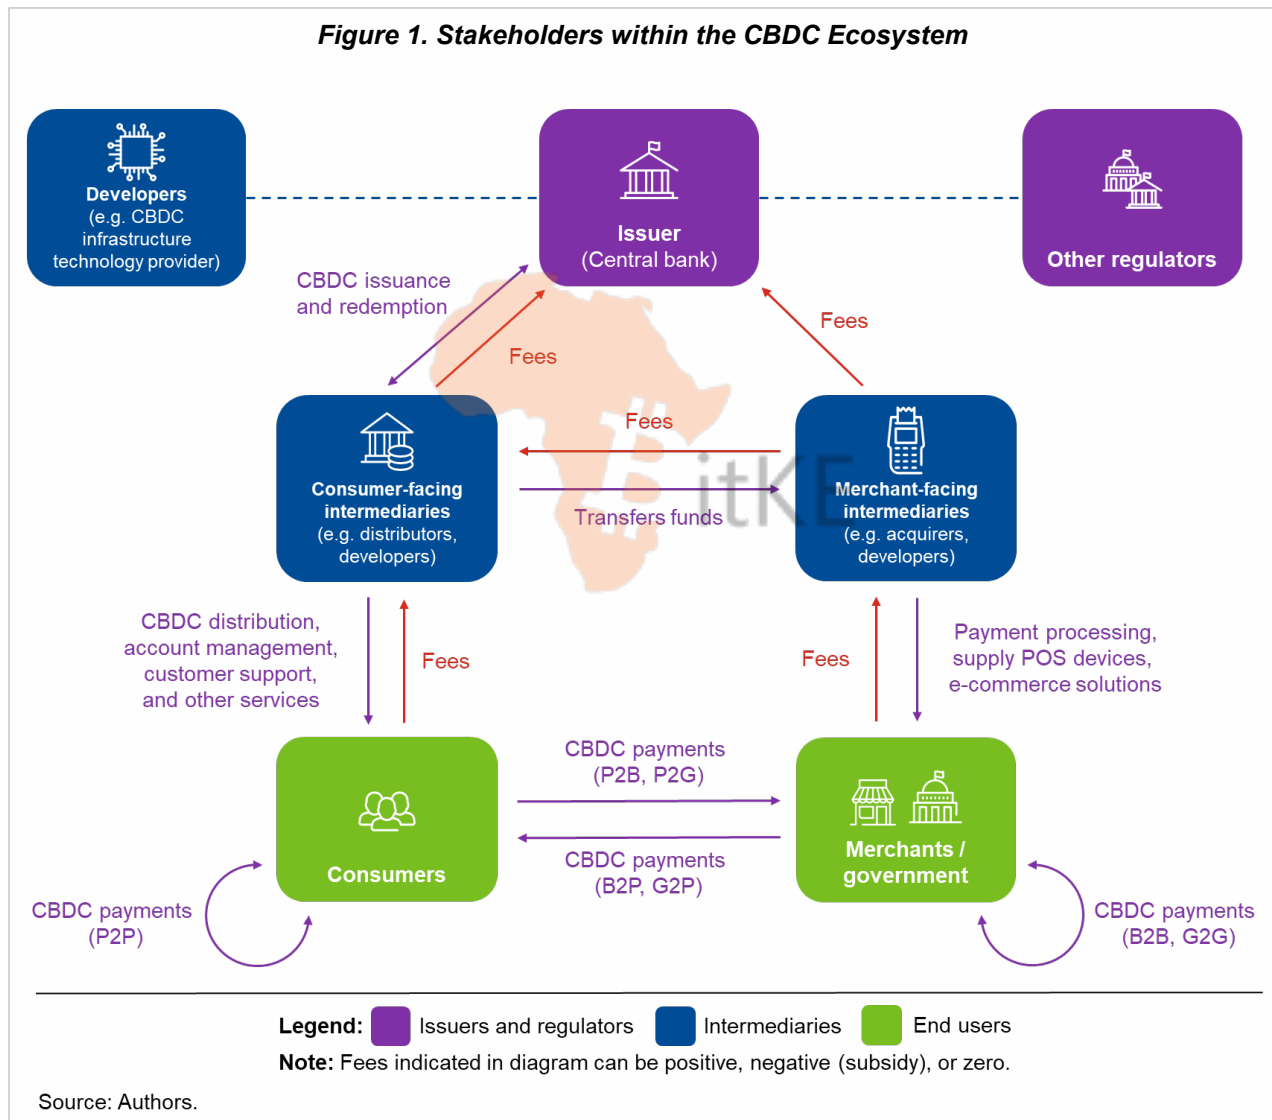 Figure 1. Stakeholders within the CBDC Ecosystem
Developers
(e.g. CBDC
infrastructure
technology provider)
Issuer
(Central bank)
Other regulators
CBDC issuance
and redemption
Fees
Fees
Consumer-facing
intermediaries
(e.g. distributors,
developers)
Fees
Transfers funds
itKE
Merchant-facing
intermediaries
(e.g. acquirers,
developers)
CBDC distribution,
account management,
customer support,
and other services
Fees
Fees
Payment processing,
supply POS devices,
e-commerce solutions
Consumers
CBDC payments
(P2B, P2G)
CBDC payments
(B2P, G2P)
Merchants /
government
CBDC payments
(P2P)
CBDC payments
(B2B, G2G)
Legend: Issuers and regulators Intermediaries End users
Note: Fees indicated in diagram can be positive, negative (subsidy), or zero.
Source: Authors.